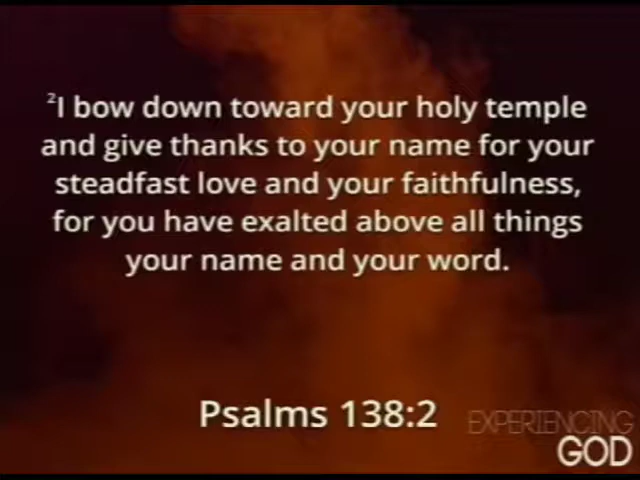 ²I bow down toward your holy temple
and give thanks to your name for your
steadfast love and your faithfulness,
for you have exalted above all things
your name and your word.
Psalms 138:2
EXPERIENCING
GOD